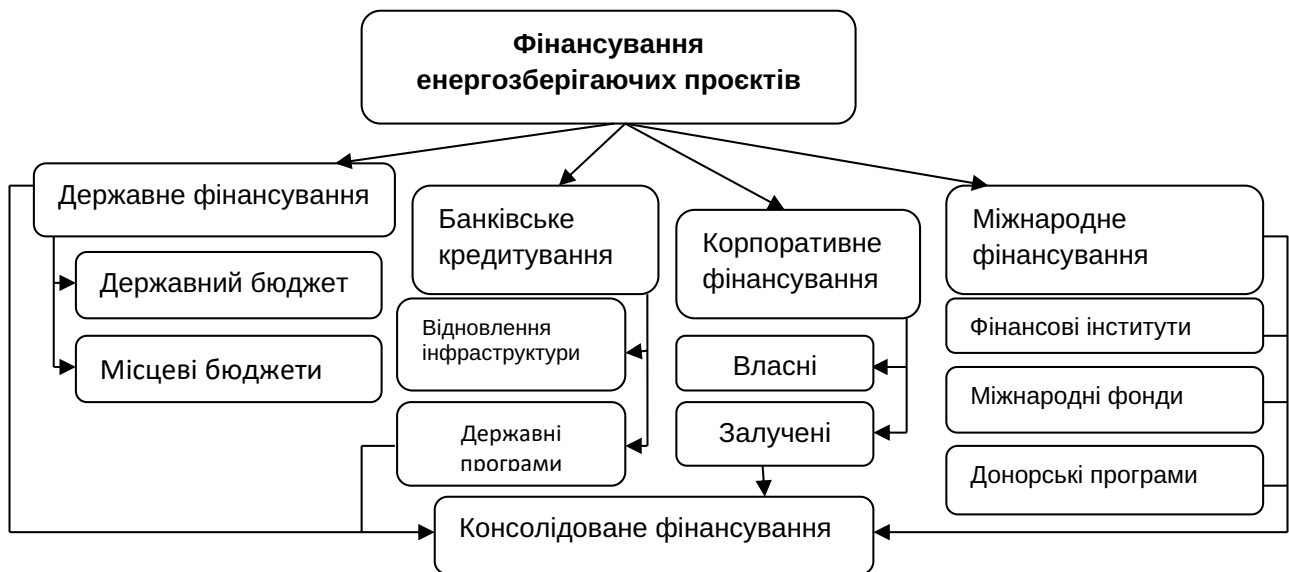 Фінансування
енергозберігаючих проєктів
Державне фінансування
Державний бюджет
Місцеві бюджети
Банківське
кредитування
Відновлення
інфраструктури
Державні
програми
Корпоративне
фінансування
Власні
Залучені
Міжнародне
фінансування
Фінансові інститути
Міжнародні фонди
Донорські програми
Консолідоване фінансування